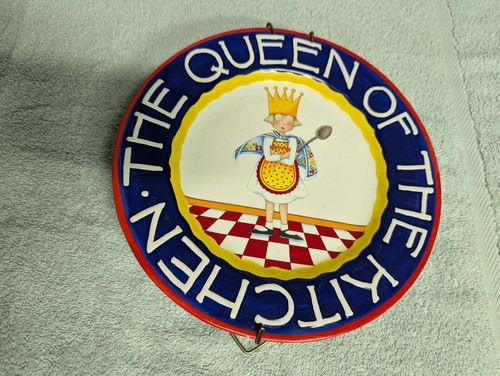 ·THE QUEEN OF THE KITCHEN